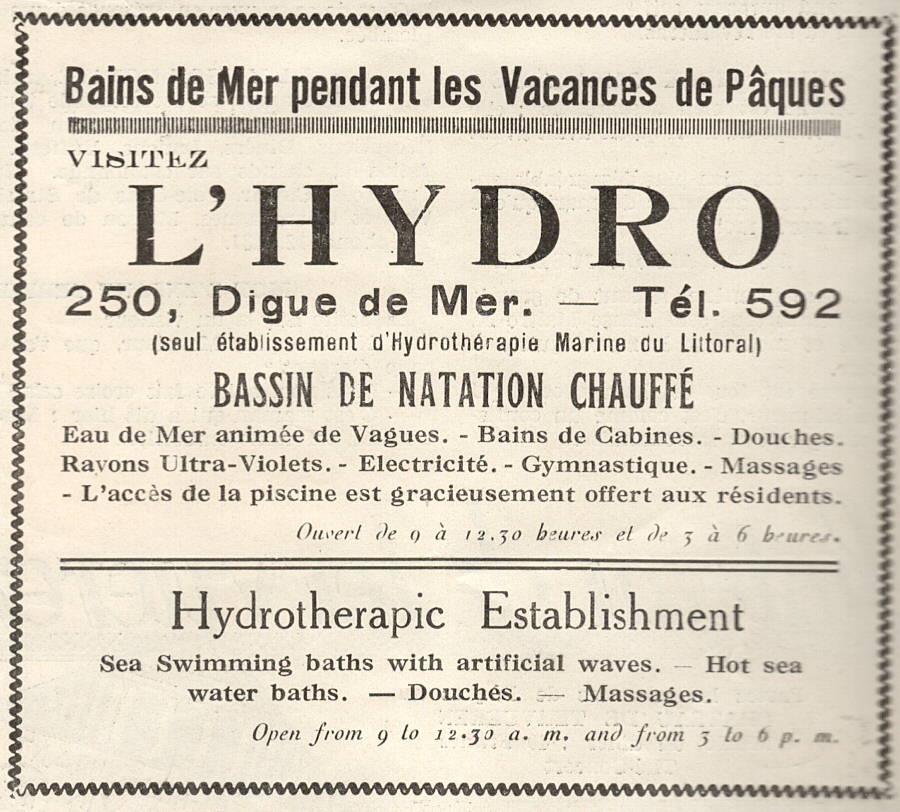 Bains de Mer pendant les Vacances de Pâques
VISITEZ
L'HYDRO
250, Digue de Mer. — Tél. 592
(seul établissement d'Hydrothérapie Marine du Littoral)
BASSIN DE NATATION CHAUFFÉ
Eau de Mer animée de Vagues. - Bains de Cabines. - Douches.
Rayons Ultra-Violets. - Electricité. - Gymnastique. - Massages
- L'accès de la piscine est gracieusement offert aux résidents.
Ouvert de 9 à 12.30 heures et de 3 à 6 heures.
Hydrotherapic Establishment
Sea Swimming baths with artificial waves. — Hot sea
water baths. — Douchés. — Massages.
Open from 9 to 12.30 a. m. and from 3 to 6 p. m.